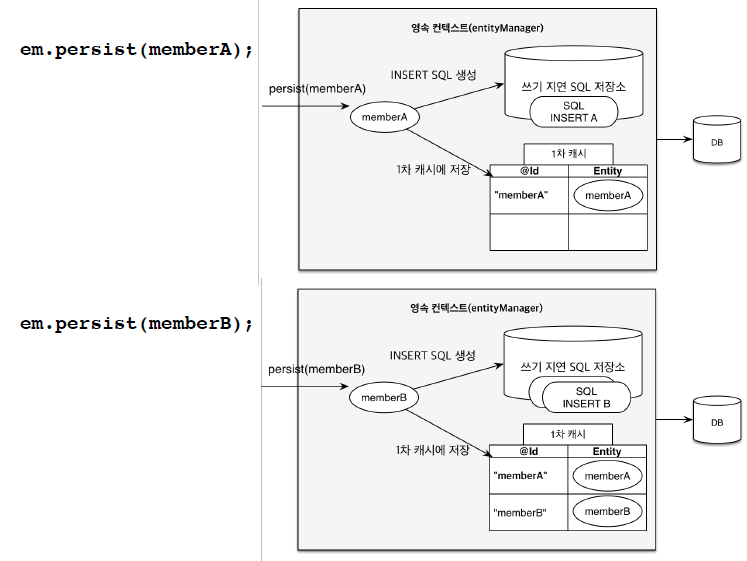 영속 컨텍스트(entityManager)
em.persist(memberA);
INSERT SQL 생성
persist(memberA)
쓰기 지연 SQL 저장소
SQL
INSERT A
memberA
DB
1차 캐시
1차 캐시에 저장
@Id
Entity
"memberA"
memberA
영속 컨텍스트(entityManager)
em.persist(memberB);
INSERT SQL 생성
persist(memberB)
쓰기 지연 SQL 저장소
SQL
INSERT B
memberB
DB
1차 캐시
1차 캐시에 저장
@Id
Entity
"memberA"
memberA
"memberB"
memberB